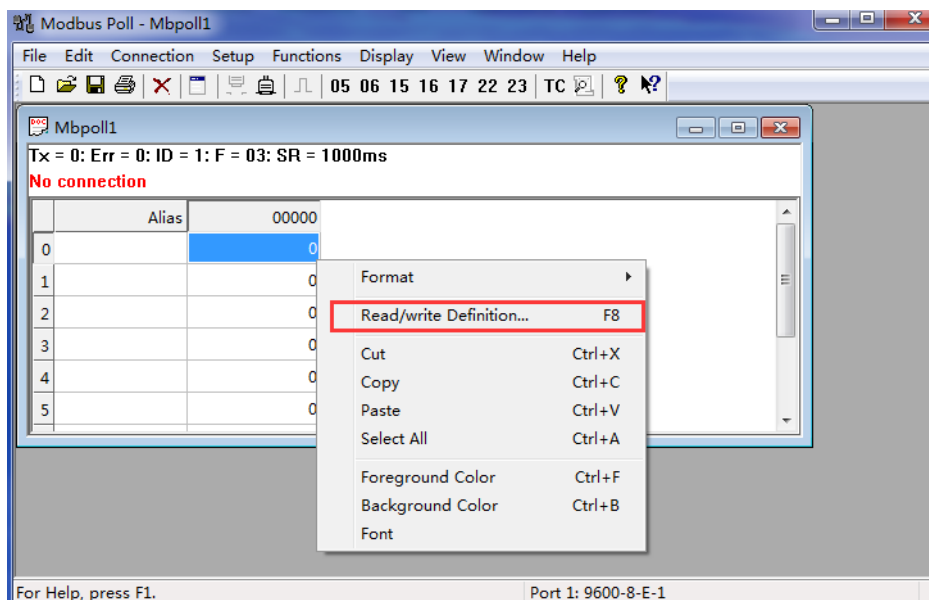 Modbus Poll - Mbpoll1
File Edit Connection Setup Functions Display View Window Help
05 06 15 16 17 22 23 TC
Mbpoll1
Tx = 0: Err = 0: ID = 1: F = 03: SR = 1000ms
No connection
Alias 00000
0 0
1 0
2 0
3 0
4 0
5 0
Format
Read/write Definition... F8
Cut Ctrl+X
Copy Ctrl+C
Paste Ctrl+V
Select All Ctrl+A
Foreground Color Ctrl+F
Background Color Ctrl+B
Font
For Help, press F1. Port 1: 9600-8-E-1